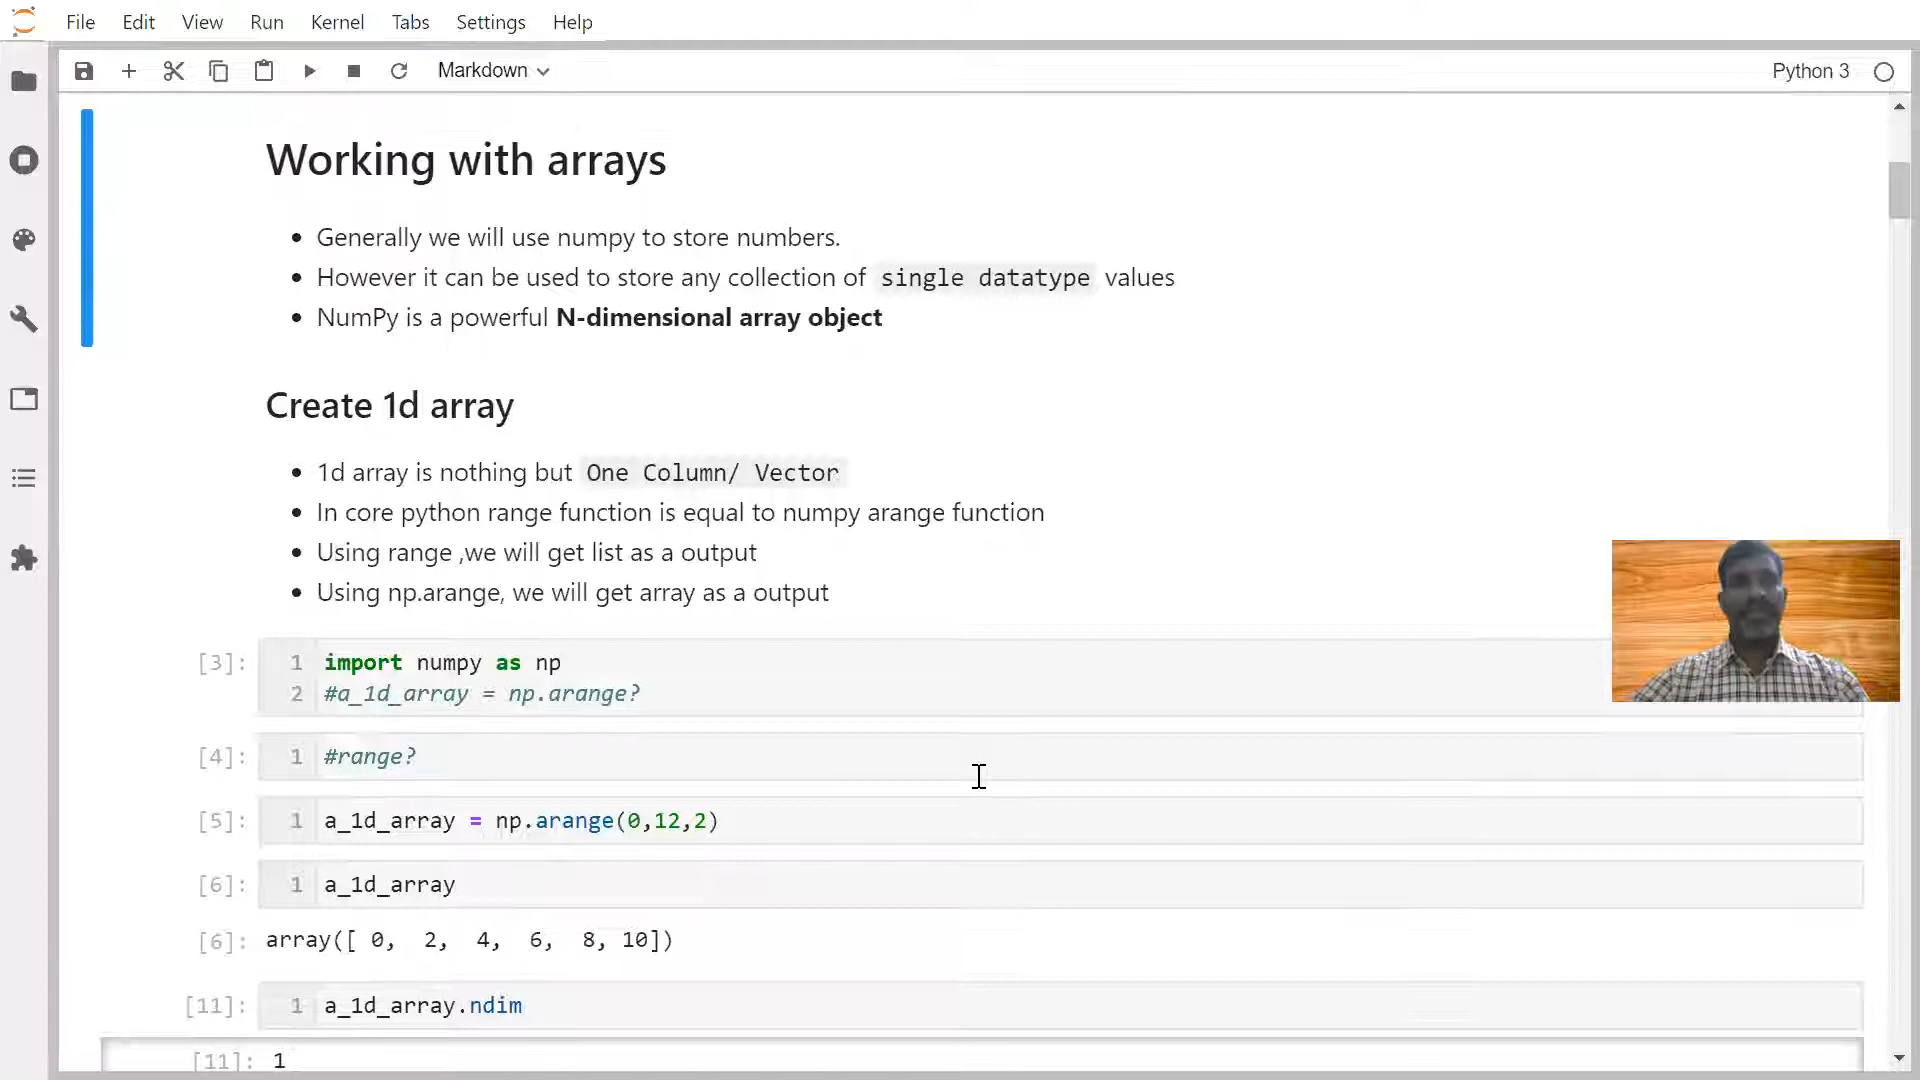 File Edit View Run Kernel Tabs Settings Help
Markdown Python 3
Working with arrays
Generally we will use numpy to store numbers.
However it can be used to store any collection of single datatype values
NumPy is a powerful N-dimensional array object
Create 1d array
1d array is nothing but One Column/ Vector
In core python range function is equal to numpy arange function
Using range ,we will get list as a output
Using np.arange, we will get array as a output
[3]: 1 import numpy as np
2 #a_1d_array = np.arange?
[4]: 1 #range?
[5]: 1 a_1d_array = np.arange(0,12,2)
[6]: 1 a_1d_array
[6]: array([ 0,  2,  4,  6,  8, 10])
[11]: 1 a_1d_array.ndim
[11]: 1